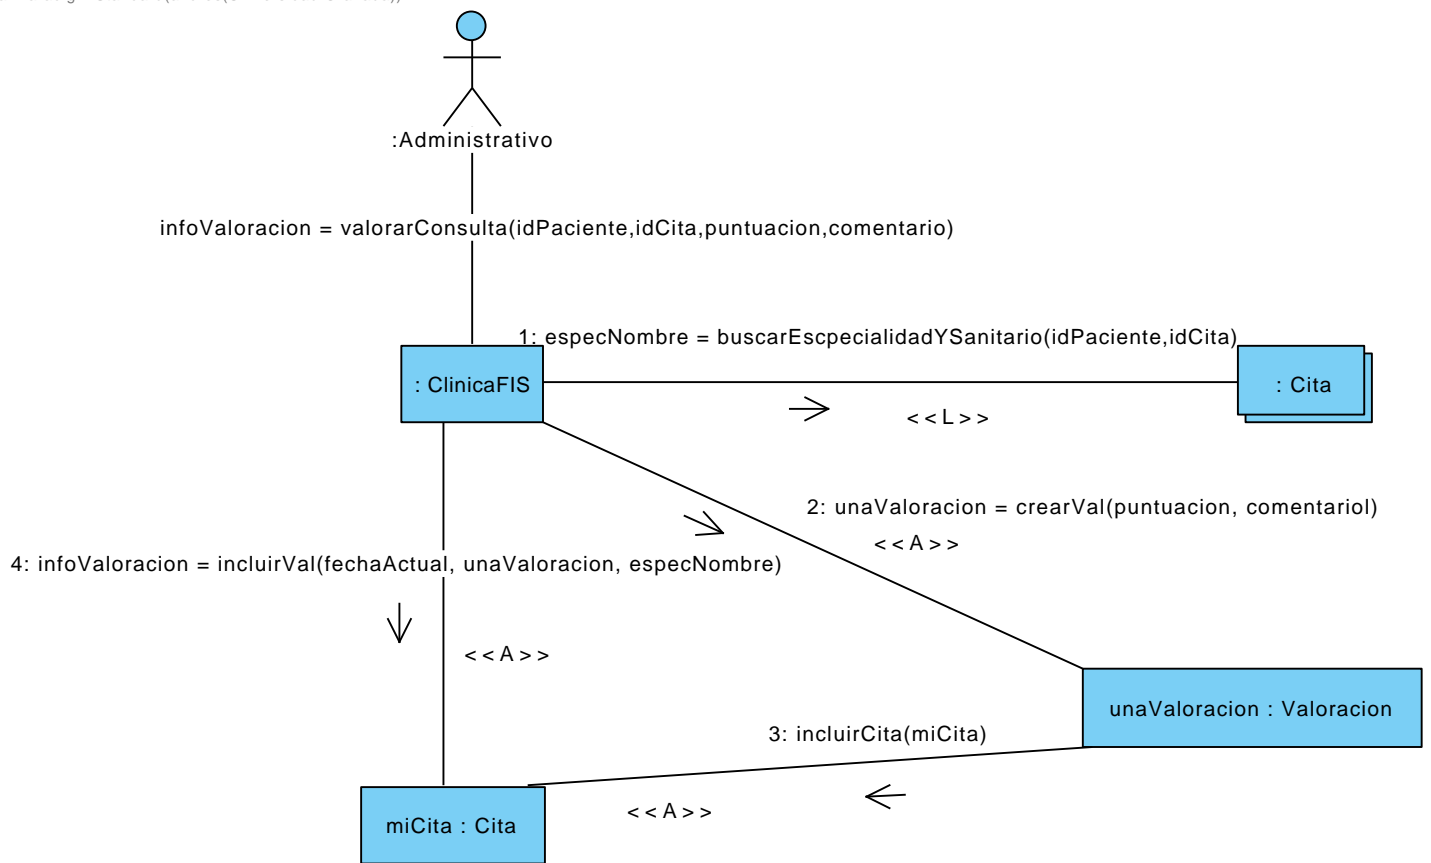 :Administrativo
infoValoracion = valorarConsulta(idPaciente,idCita,puntuacion,comentario)
1: especNombre = buscarEscpecialidadYSanitario(idPaciente,idCita)
: ClinicaFIS
: Cita
<<L>>
2: unaValoracion = crearVal(puntuacion, comentariol)
<<A>>
4: infoValoracion = incluirVal(fechaActual, unaValoracion, especNombre)
<<A>>
unaValoracion : Valoracion
3: incluirCita(miCita)
<<A>>
miCita : Cita